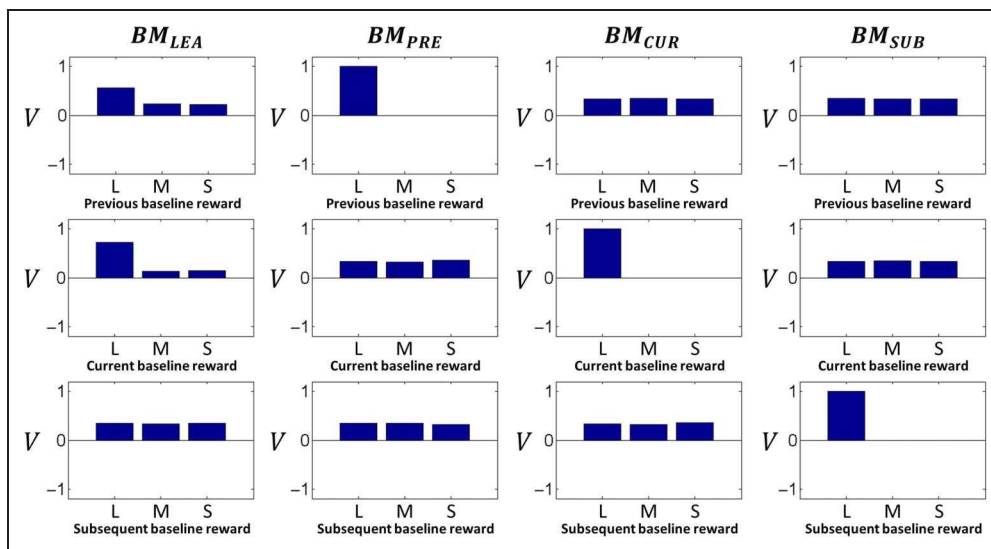 BM_LEA BM_PRE BM_CUR BM_SUB
1 1 1 1
V 0 V 0 V 0 V 0
–1 –1 –1 –1
L M S L M S L M S L M S
Previous baseline reward Previous baseline reward Previous baseline reward Previous baseline reward
1 1 1 1
V 0 V 0 V 0 V 0
–1 –1 –1 –1
L M S L M S L M S L M S
Current baseline reward Current baseline reward Current baseline reward Current baseline reward
1 1 1 1
V 0 V 0 V 0 V 0
–1 –1 –1 –1
L M S L M S L M S L M S
Subsequent baseline reward Subsequent baseline reward Subsequent baseline reward Subsequent baseline reward